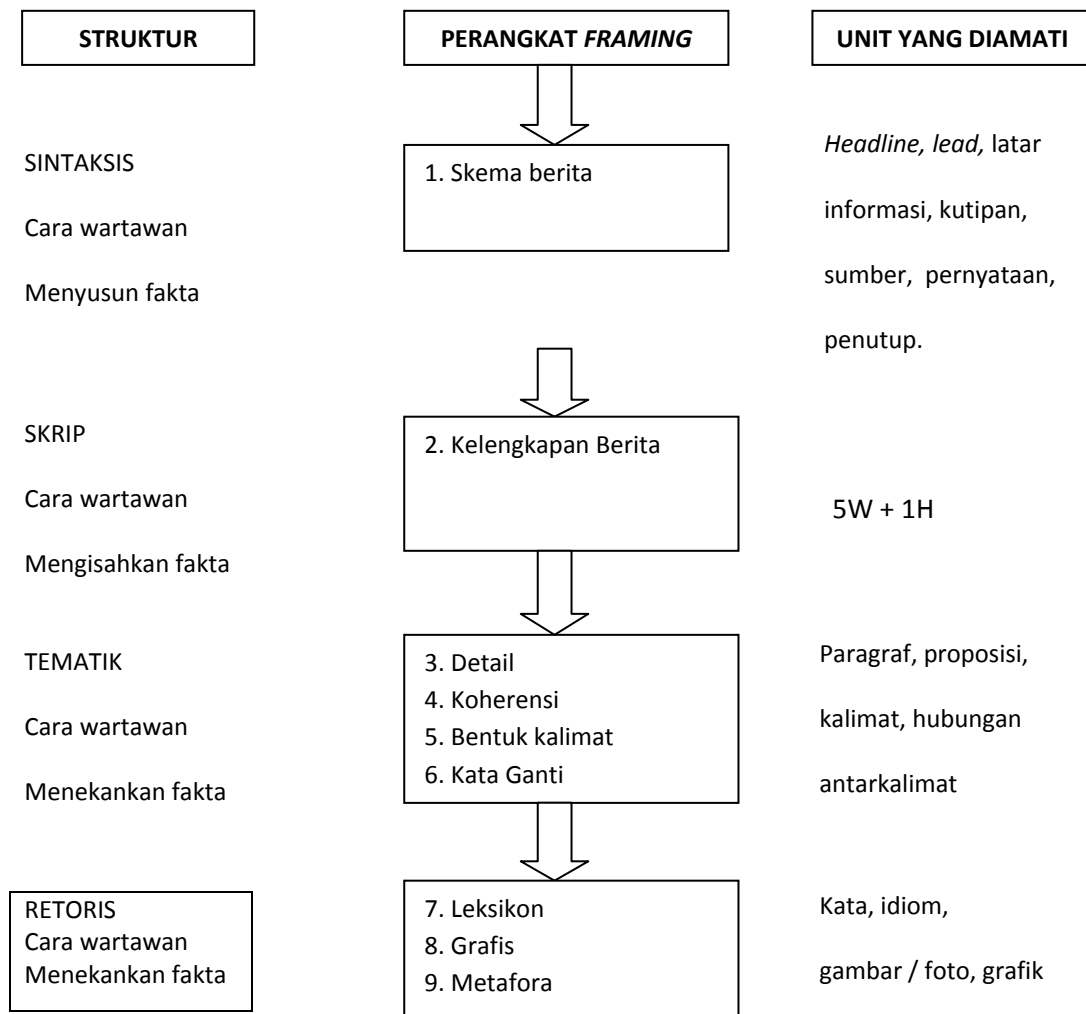 STRUKTUR
PERANGKAT FRAMING
UNIT YANG DIAMATI
SINTAKSIS
Cara wartawan
Menyusun fakta
1. Skema berita
Headline, lead, latar
informasi, kutipan,
sumber, pernyataan,
penutup.
SKRIP
Cara wartawan
Mengisahkan fakta
2. Kelengkapan Berita
5W + 1H
TEMATIK
Cara wartawan
Menekankan fakta
3. Detail
4. Koherensi
5. Bentuk kalimat
6. Kata Ganti
Paragraf, proposisi,
kalimat, hubungan
antarkalimat
RETORIS
Cara wartawan
Menekankan fakta
7. Leksikon
8. Grafis
9. Metafora
Kata, idiom,
gambar / foto, grafik